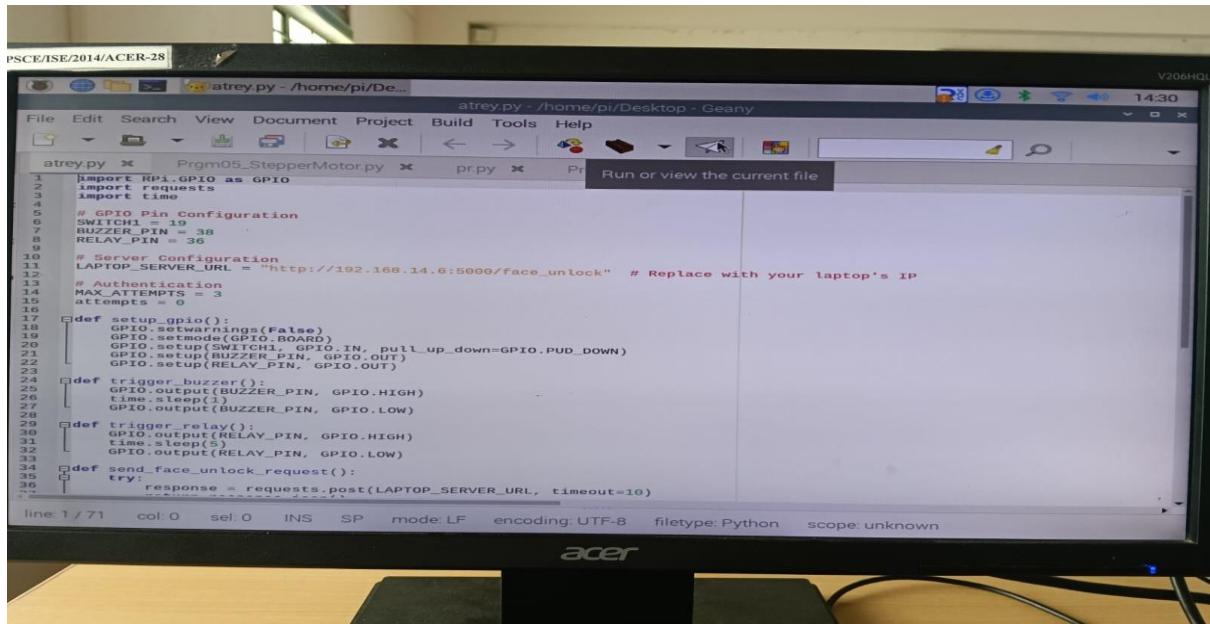 PSCE/ISE/2014/ACER-28
V206HQL
atrey.py - /home/pi/De...
14:30
atrey.py - /home/pi/Desktop - Geany
File Edit Search View Document Project Build Tools Help
atrey.py Prgm05_StepperMotor.py pr.py Pr
Run or view the current file
1 import RPi.GPIO as GPIO
2 import requests
3 import time
4
5 # GPIO Pin Configuration
6 SWITCH1 = 19
7 BUZZER_PIN = 38
8 RELAY_PIN = 36
9
10 # Server Configuration
11 LAPTOP_SERVER_URL = "http://192.168.14.6:5000/face_unlock" # Replace with your laptop's IP
12
13 # Authentication
14 MAX_ATTEMPTS = 3
15 attempts = 0
16
17 def setup_gpio():
18 GPIO.setwarnings(False)
19 GPIO.setmode(GPIO.BOARD)
20 GPIO.setup(SWITCH1, GPIO.IN, pull_up_down=GPIO.PUD_DOWN)
21 GPIO.setup(BUZZER_PIN, GPIO.OUT)
22 GPIO.setup(RELAY_PIN, GPIO.OUT)
23
24 def trigger_buzzer():
25 GPIO.output(BUZZER_PIN, GPIO.HIGH)
26 time.sleep(1)
27 GPIO.output(BUZZER_PIN, GPIO.LOW)
28
29 def trigger_relay():
30 GPIO.output(RELAY_PIN, GPIO.HIGH)
31 time.sleep(5)
32 GPIO.output(RELAY_PIN, GPIO.LOW)
33
34 def send_face_unlock_request():
35 try:
36 response = requests.post(LAPTOP_SERVER_URL, timeout=10)
line: 1 / 71 col: 0 sel: 0 INS SP mode: LF encoding: UTF-8 filetype: Python scope: unknown
acer